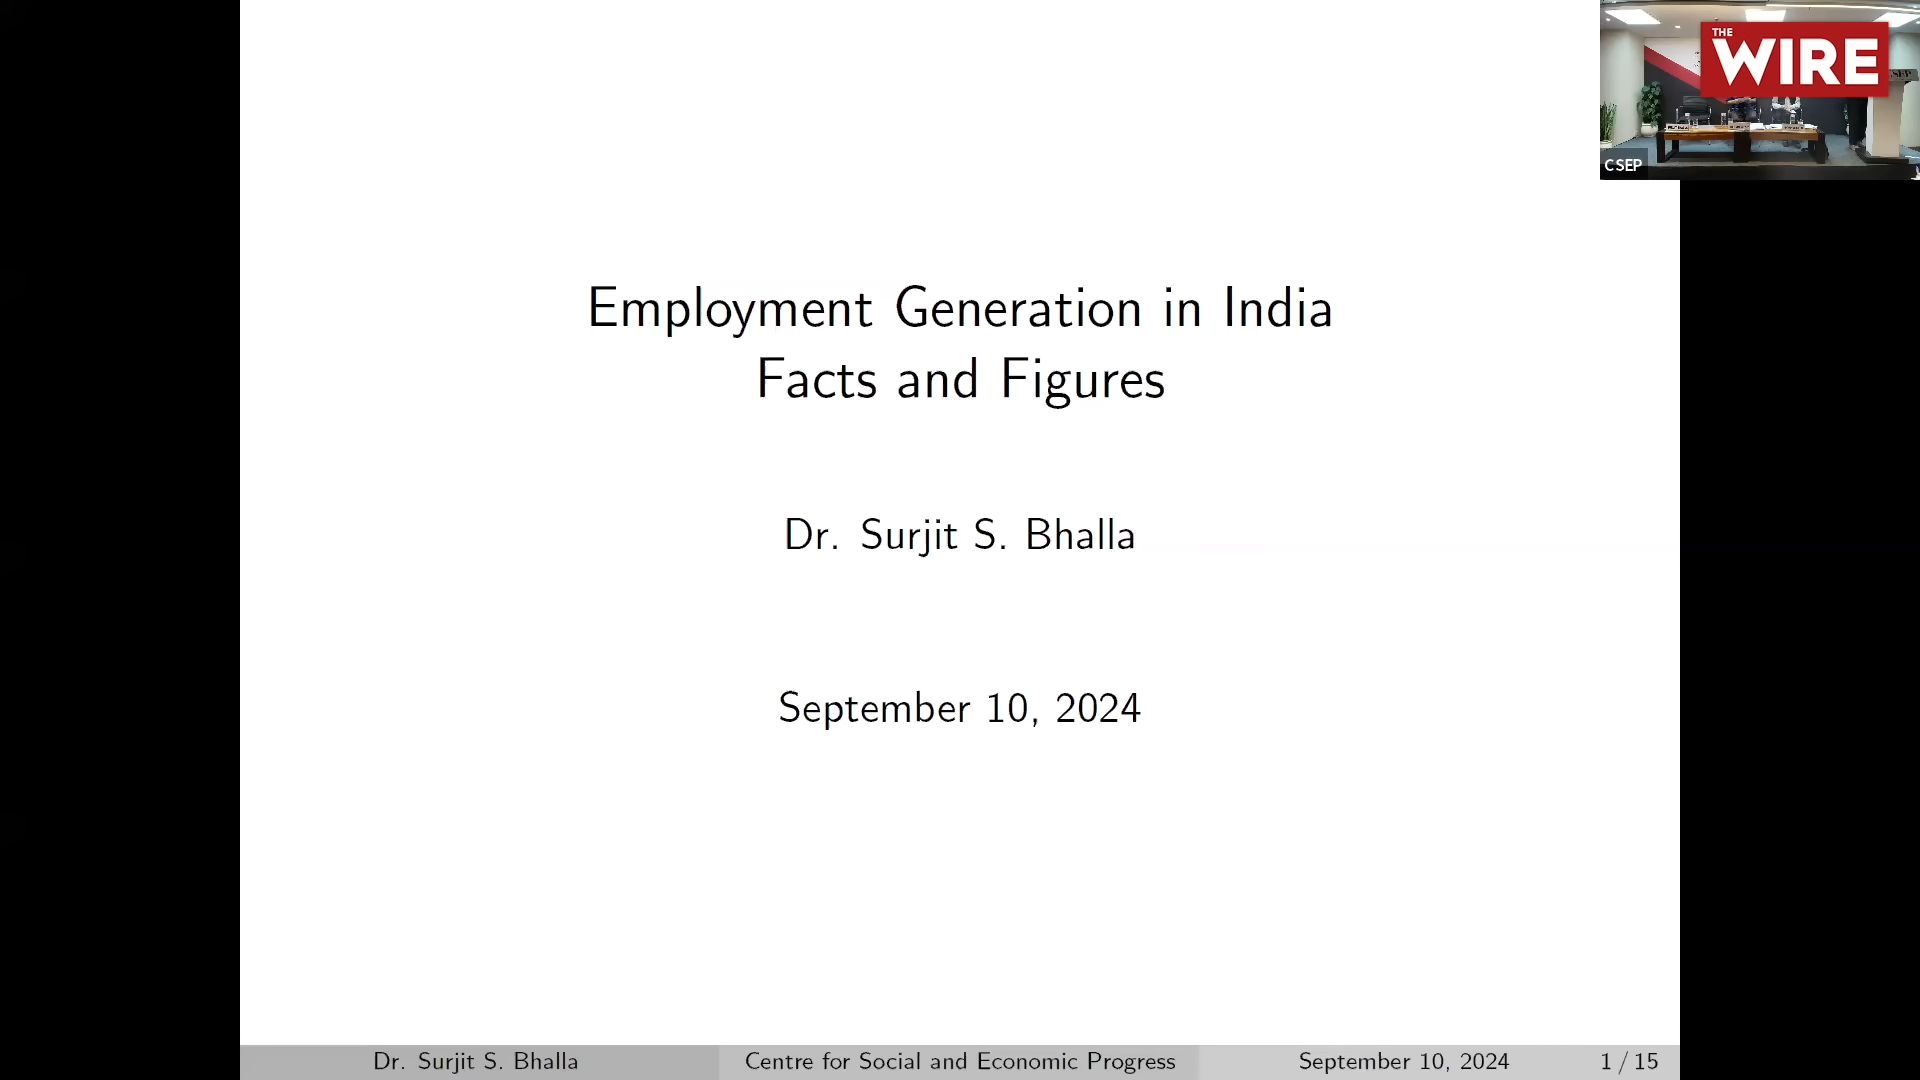 THE
WIRE
CSEP
Employment Generation in India
Facts and Figures
Dr. Surjit S. Bhalla
September 10, 2024
Dr. Surjit S. Bhalla
Centre for Social and Economic Progress
September 10, 2024
1 / 15